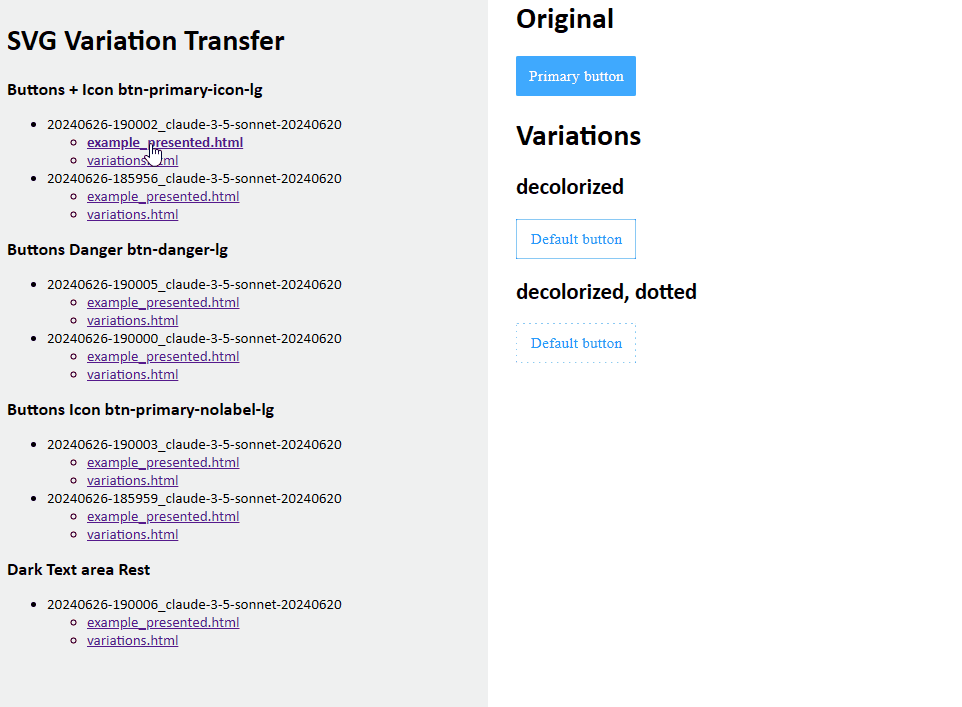 SVG Variation Transfer
Buttons + Icon btn-primary-icon-lg
20240626-190002_claude-3-5-sonnet-20240620
example_presented.html
variations.html
20240626-185956_claude-3-5-sonnet-20240620
example_presented.html
variations.html
Buttons Danger btn-danger-lg
20240626-190005_claude-3-5-sonnet-20240620
example_presented.html
variations.html
20240626-190000_claude-3-5-sonnet-20240620
example_presented.html
variations.html
Buttons Icon btn-primary-nolabel-lg
20240626-190003_claude-3-5-sonnet-20240620
example_presented.html
variations.html
20240626-185959_claude-3-5-sonnet-20240620
example_presented.html
variations.html
Dark Text area Rest
20240626-190006_claude-3-5-sonnet-20240620
example_presented.html
variations.html
Original
Primary button
Variations
decolorized
Default button
decolorized, dotted
Default button